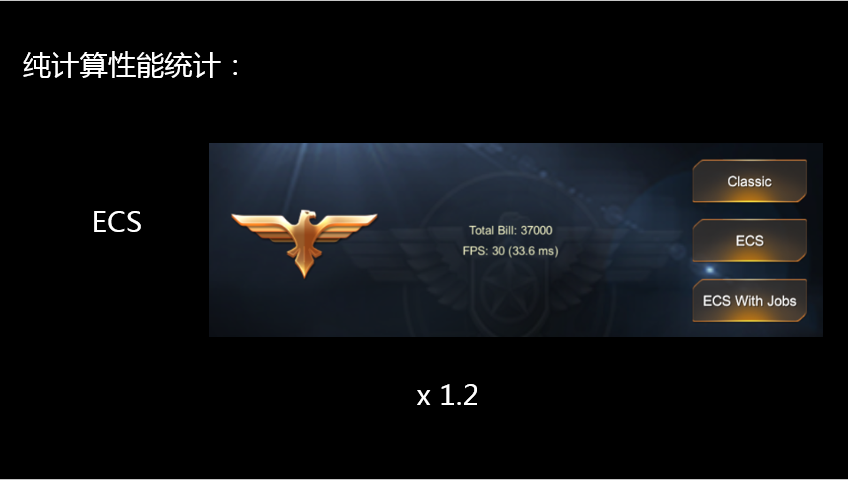 纯计算性能统计：
Classic
ECS
Total Bill: 37000
ECS
FPS: 30 (33.6 ms)
ECS With Jobs
x 1.2